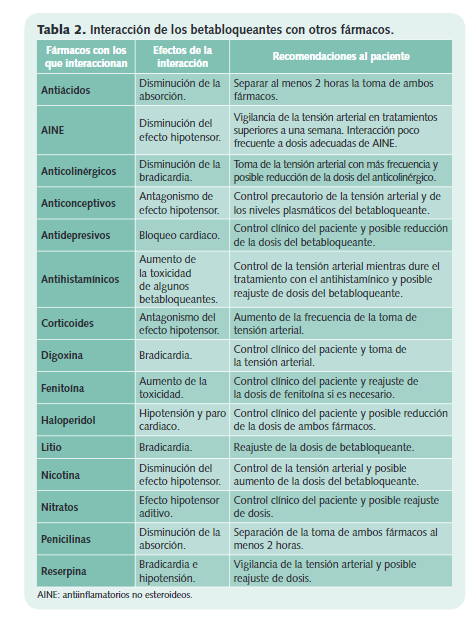 Tabla 2. Interacción de los betabloqueantes con otros fármacos.
Fármacos con los
que interaccionan
Efectos de la
interacción
Recomendaciones al paciente
Antiácidos
Disminución de la
absorción.
Separar al menos 2 horas la toma de ambos
fármacos.
AINE
Disminución del
efecto hipotensor.
Vigilancia de la tensión arterial en tratamientos
superiores a una semana. Interacción poco
frecuente a dosis adecuadas de AINE.
Anticolinérgicos
Disminución de la
bradicardia.
Toma de la tensión arterial con más frecuencia y
posible reducción de la dosis del anticolinérgico.
Anticonceptivos
Antagonismo de
efecto hipotensor.
Control precautorio de la tensión arterial y de
los niveles plasmáticos del betabloqueante.
Antidepresivos
Bloqueo cardiaco.
Control clínico del paciente y posible reducción
de la dosis del betabloqueante.
Antihistamínicos
Aumento de
la toxicidad
de algunos
betabloqueantes.
Control de la tensión arterial mientras dure el
tratamiento con el antihistamínico y posible
reajuste de dosis del betabloqueante.
Corticoides
Antagonismo del
efecto hipotensor.
Aumento de la frecuencia de la toma de
tensión arterial.
Digoxina
Bradicardia.
Control clínico del paciente y toma de
la tensión arterial.
Fenitoína
Aumento de la
toxicidad.
Control clínico del paciente y reajuste de
la dosis de fenitoína si es necesario.
Haloperidol
Hipotensión y paro
cardiaco.
Control clínico del paciente y posible reducción
de la dosis de ambos fármacos.
Litio
Bradicardia.
Reajuste de la dosis de betabloqueante.
Nicotina
Disminución del
efecto hipotensor.
Control de la tensión arterial y posible
aumento de la dosis del betabloqueante.
Nitratos
Efecto hipotensor
aditivo.
Control clínico del paciente y posible reajuste
de dosis.
Penicilinas
Disminución de la
absorción.
Separación de la toma de ambos fármacos al
menos 2 horas.
Reserpina
Bradicardia e
hipotensión.
Vigilancia de la tensión arterial y posible
reajuste de dosis.
AINE: antiinflamatorios no esteroideos.